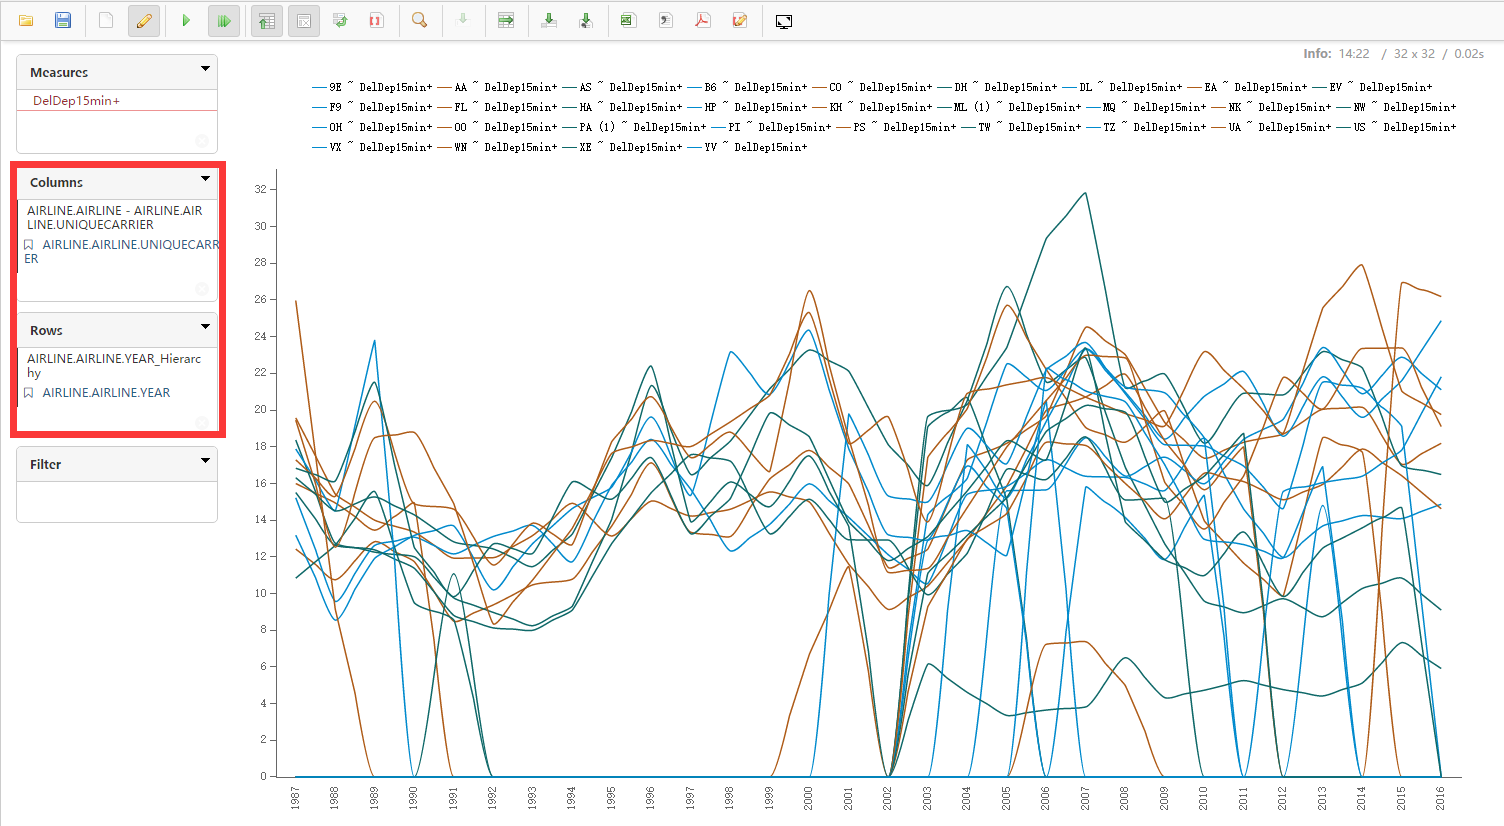 Info: 14:22 / 32 x 32 / 0.02s
Measures
DelDep15min+
Columns
AIRLINE.AIRLINE - AIRLINE.AIR
LINE.UNIQUECARRIER
AIRLINE.AIRLINE.UNIQUECARR
ER
Rows
AIRLINE.AIRLINE.YEAR_Hierarc
hy
AIRLINE.AIRLINE.YEAR
Filter
9E ~ DelDep15min+ AA ~ DelDep15min+ AS ~ DelDep15min+ B6 ~ DelDep15min+ CO ~ DelDep15min+ DH ~ DelDep15min+ DL ~ DelDep15min+ EA ~ DelDep15min+ EV ~ DelDep15min+
F9 ~ DelDep15min+ FL ~ DelDep15min+ HA ~ DelDep15min+ HP ~ DelDep15min+ KH ~ DelDep15min+ ML (1) ~ DelDep15min+ MQ ~ DelDep15min+ NK ~ DelDep15min+ NW ~ DelDep15min+
OH ~ DelDep15min+ OO ~ DelDep15min+ PA (1) ~ DelDep15min+ PI ~ DelDep15min+ PS ~ DelDep15min+ TW ~ DelDep15min+ TZ ~ DelDep15min+ UA ~ DelDep15min+ US ~ DelDep15min+
VX ~ DelDep15min+ WN ~ DelDep15min+ XE ~ DelDep15min+ YV ~ DelDep15min+
32
30
28
26
24
22
20
18
16
14
12
10
8
6
4
2
0
1987 1988 1989 1990 1991 1992 1993 1994 1995 1996 1997 1998 1999 2000 2001 2002 2003 2004 2005 2006 2007 2008 2009 2010 2011 2012 2013 2014 2015 2016